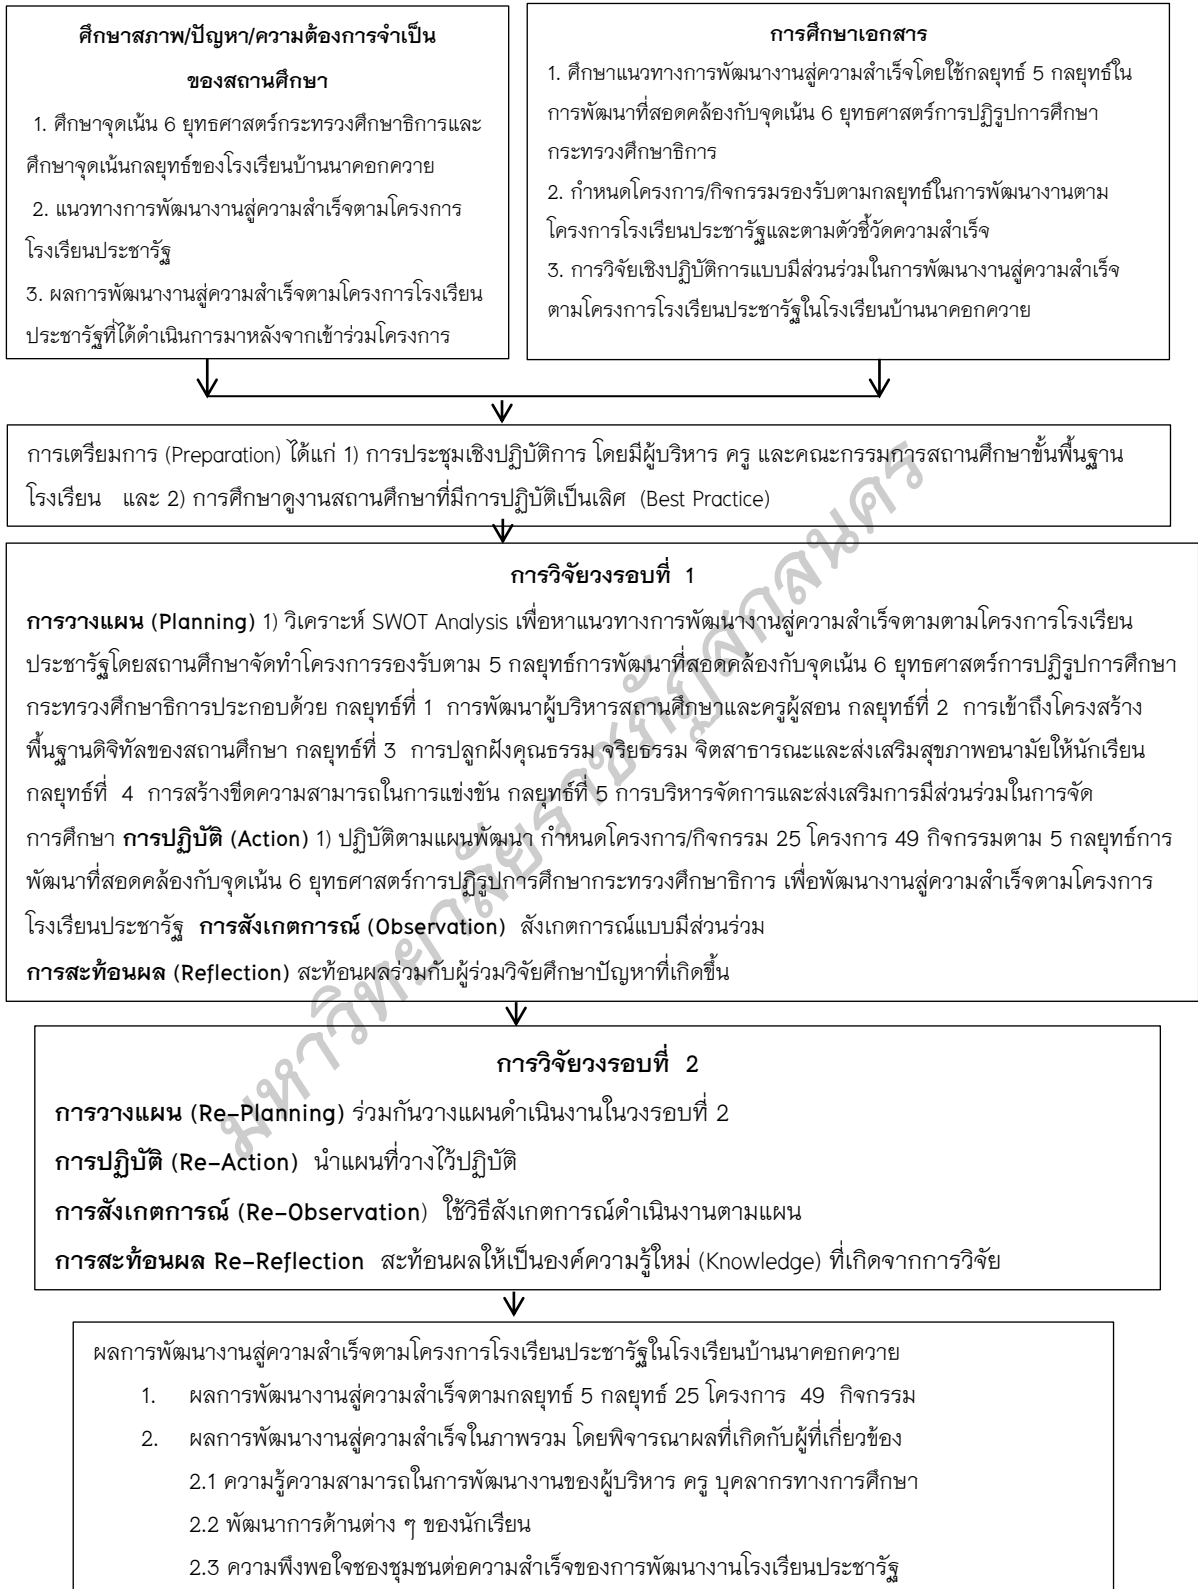 ศึกษาสภาพ/ปัญหา/ความต้องการจำเป็น
ของสถานศึกษา
1. ศึกษาจุดเน้น 6 ยุทธศาสตร์กระทรวงศึกษาธิการและ
ศึกษาจุดเน้นกลยุทธ์ของโรงเรียนบ้านนาคอกควาย
2. แนวทางการพัฒนางานสู่ความสำเร็จตามโครงการ
โรงเรียนประชารัฐ
3. ผลการพัฒนางานสู่ความสำเร็จตามโครงการโรงเรียน
ประชารัฐที่ได้ดำเนินการมาหลังจากเข้าร่วมโครงการ
การศึกษาเอกสาร
1. ศึกษาแนวทางการพัฒนางานสู่ความสำเร็จโดยใช้กลยุทธ์ 5 กลยุทธ์ใน
การพัฒนาที่สอดคล้องกับจุดเน้น 6 ยุทธศาสตร์การปฏิรูปการศึกษา
กระทรวงศึกษาธิการ
2. กำหนดโครงการ/กิจกรรมรองรับตามกลยุทธ์ในการพัฒนางานตาม
โครงการโรงเรียนประชารัฐและตามตัวชี้วัดความสำเร็จ
3. การวิจัยเชิงปฏิบัติการแบบมีส่วนร่วมในการพัฒนางานสู่ความสำเร็จ
ตามโครงการโรงเรียนประชารัฐในโรงเรียนบ้านนาคอกควาย
การเตรียมการ (Preparation) ได้แก่ 1) การประชุมเชิงปฏิบัติการ โดยมีผู้บริหาร ครู และคณะกรรมการสถานศึกษาขั้นพื้นฐาน
โรงเรียน และ 2) การศึกษาดูงานสถานศึกษาที่มีการปฏิบัติเป็นเลิศ (Best Practice)
การวิจัยวงรอบที่ 1
การวางแผน (Planning) 1) วิเคราะห์ SWOT Analysis เพื่อหาแนวทางการพัฒนางานสู่ความสำเร็จตามตามโครงการโรงเรียน
ประชารัฐโดยสถานศึกษาจัดทำโครงการรองรับตาม 5 กลยุทธ์การพัฒนาที่สอดคล้องกับจุดเน้น 6 ยุทธศาสตร์การปฏิรูปการศึกษา
กระทรวงศึกษาธิการประกอบด้วย กลยุทธ์ที่ 1 การพัฒนาผู้บริหารสถานศึกษาและครูผู้สอน กลยุทธ์ที่ 2 การเข้าถึงโครงสร้าง
พื้นฐานดิจิทัลของสถานศึกษา กลยุทธ์ที่ 3 การปลูกฝังคุณธรรม จริยธรรม จิตสาธารณะและส่งเสริมสุขภาพอนามัยให้นักเรียน
กลยุทธ์ที่ 4 การสร้างขีดความสามารถในการแข่งขัน กลยุทธ์ที่ 5 การบริหารจัดการและส่งเสริมการมีส่วนร่วมในการจัด
การศึกษา การปฏิบัติ (Action) 1) ปฏิบัติตามแผนพัฒนา กำหนดโครงการ/กิจกรรม 25 โครงการ 49 กิจกรรมตาม 5 กลยุทธ์การ
พัฒนาที่สอดคล้องกับจุดเน้น 6 ยุทธศาสตร์การปฏิรูปการศึกษากระทรวงศึกษาธิการ เพื่อพัฒนางานสู่ความสำเร็จตามโครงการ
โรงเรียนประชารัฐ การสังเกตการณ์ (Observation) สังเกตการณ์แบบมีส่วนร่วม
การสะท้อนผล (Reflection) สะท้อนผลร่วมกับผู้ร่วมวิจัยศึกษาปัญหาที่เกิดขึ้น
การวิจัยวงรอบที่ 2
การวางแผน (Re-Planning) ร่วมกันวางแผนดำเนินงานในวงรอบที่ 2
การปฏิบัติ (Re-Action) นำแผนที่วางไว้ปฏิบัติ
การสังเกตการณ์ (Re-Observation) ใช้วิธีสังเกตการณ์ดำเนินงานตามแผน
การสะท้อนผล Re-Reflection สะท้อนผลให้เป็นองค์ความรู้ใหม่ (Knowledge) ที่เกิดจากการวิจัย
ผลการพัฒนางานสู่ความสำเร็จตามโครงการโรงเรียนประชารัฐในโรงเรียนบ้านนาคอกควาย
1. ผลการพัฒนางานสู่ความสำเร็จตามกลยุทธ์ 5 กลยุทธ์ 25 โครงการ 49 กิจกรรม
2. ผลการพัฒนางานสู่ความสำเร็จในภาพรวม โดยพิจารณาผลที่เกิดกับผู้ที่เกี่ยวข้อง
2.1 ความรู้ความสามารถในการพัฒนางานของผู้บริหาร ครู บุคลากรทางการศึกษา
2.2 พัฒนาการด้านต่าง ๆ ของนักเรียน
2.3 ความพึงพอใจชองชุมชนต่อความสำเร็จของการพัฒนางานโรงเรียนประชารัฐ
มหาวิทยาลัยราชภัฏสกลนคร